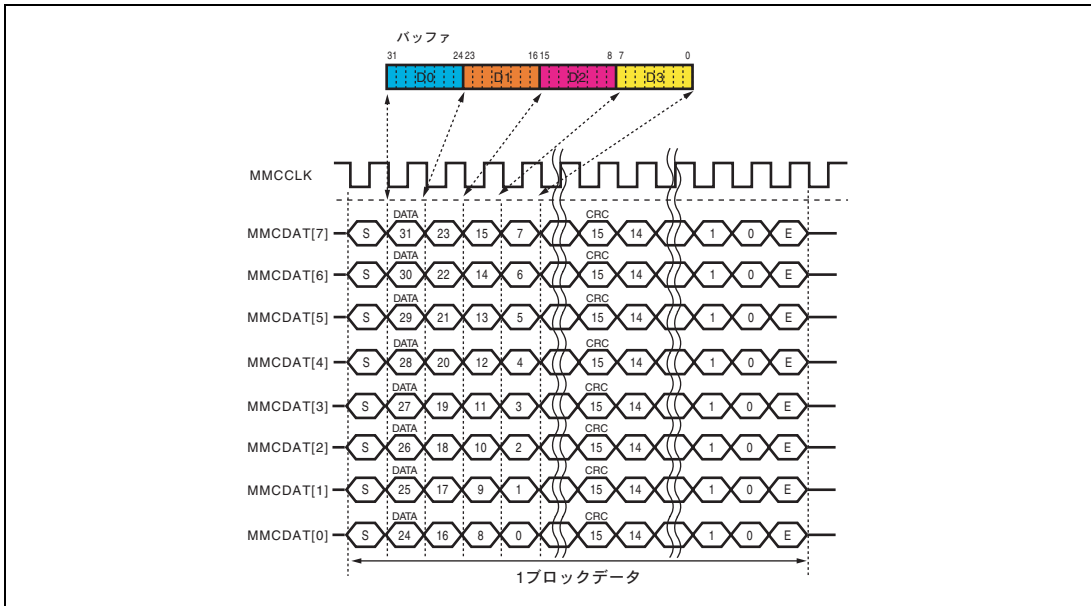 バッファ
31 24 23 16 15 8 7 0
D0 D1 D2 D3
MMCCLK
DATA CRC
MMCDAT[7] S 31 23 15 7 15 14 1 0 E
DATA CRC
MMCDAT[6] S 30 22 14 6 15 14 1 0 E
DATA CRC
MMCDAT[5] S 29 21 13 5 15 14 1 0 E
DATA CRC
MMCDAT[4] S 28 20 12 4 15 14 1 0 E
DATA CRC
MMCDAT[3] S 27 19 11 3 15 14 1 0 E
DATA CRC
MMCDAT[2] S 26 18 10 2 15 14 1 0 E
DATA CRC
MMCDAT[1] S 25 17 9 1 15 14 1 0 E
DATA CRC
MMCDAT[0] S 24 16 8 0 15 14 1 0 E
1ブロックデータ